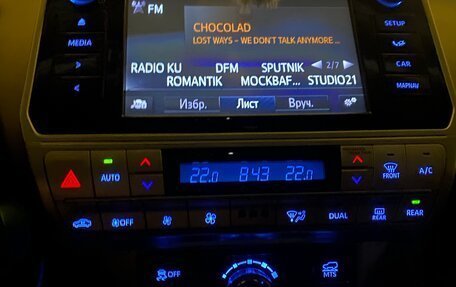 FM
CHOCOLAD
LOST WAYS – WE DON'T TALK ANYMORE ...
SETUP
MEDIA
RADIO KU DFM SPUTNIK 2/7
CAR
ROMANTIK МОСКВАF... STUDIO21
MAP NAV
Избр. Лист Вруч.
AUTO 22.0 8:43 22.0 FRONT A/C
OFF DUAL REAR REAR
OFF MTS